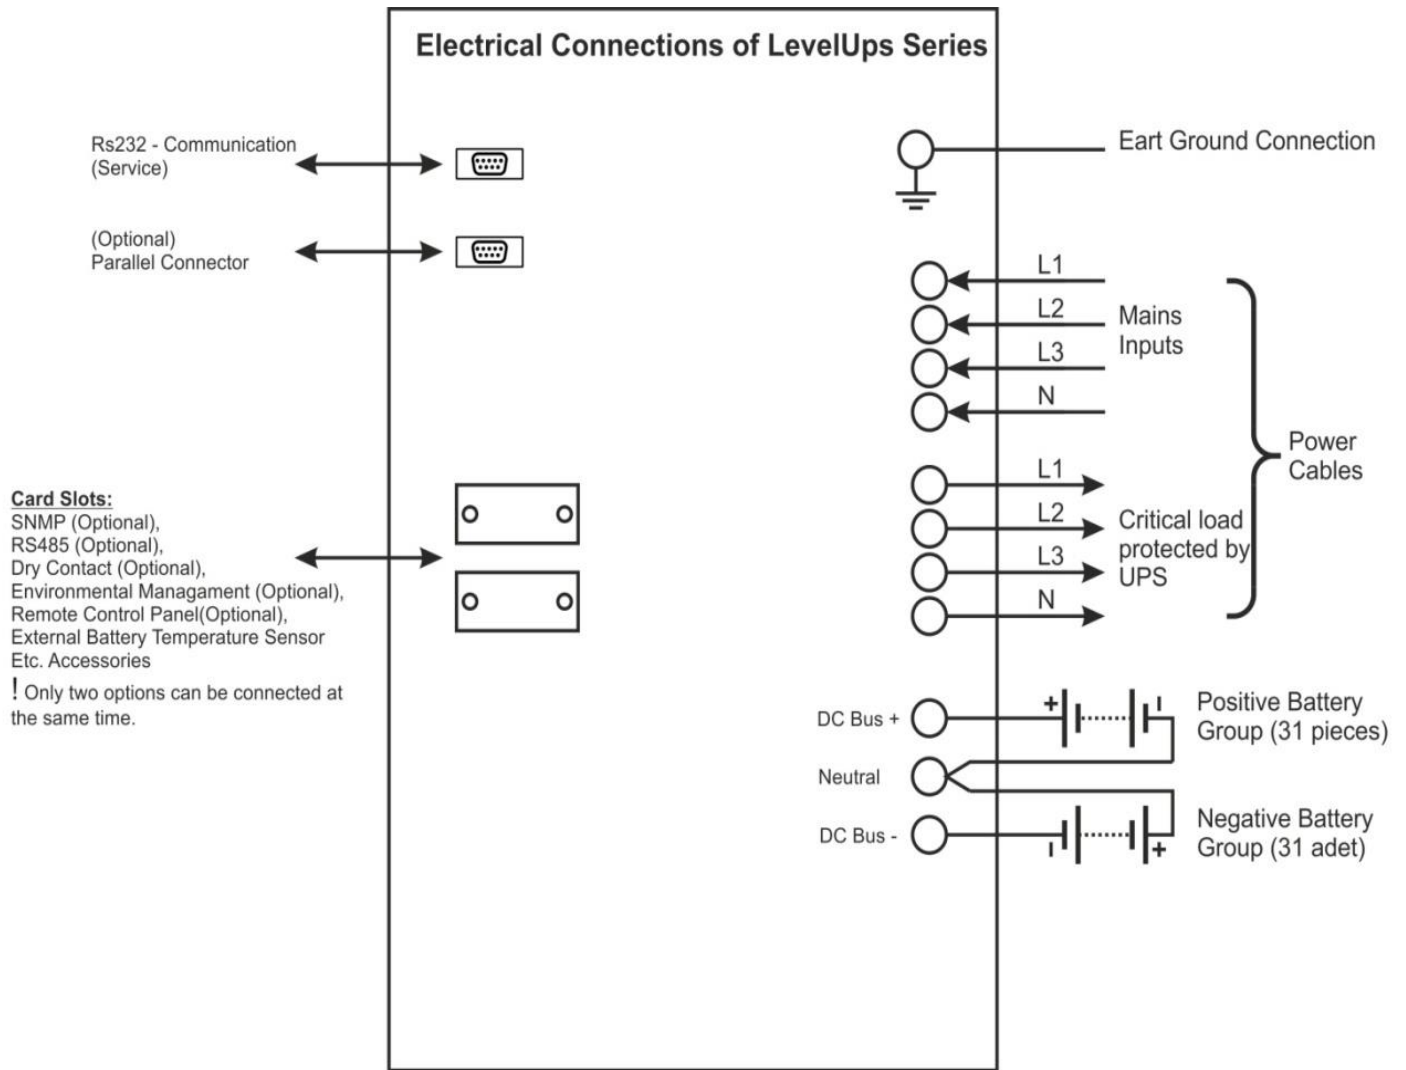 Electrical Connections of LevelUps Series
Rs232 - Communication
(Service)
(Optional)
Parallel Connector
Card Slots:
SNMP (Optional),
RS485 (Optional),
Dry Contact (Optional),
Environmental Managament (Optional),
Remote Control Panel(Optional),
External Battery Temperature Sensor
Etc. Accessories
! Only two options can be connected at
the same time.
Eart Ground Connection
L1
L2
L3
N
Mains
Inputs
L1
L2
L3
N
Critical load
protected by
UPS
Power
Cables
DC Bus +
Neutral
DC Bus -
+ -
Positive Battery
Group (31 pieces)
- +
Negative Battery
Group (31 adet)